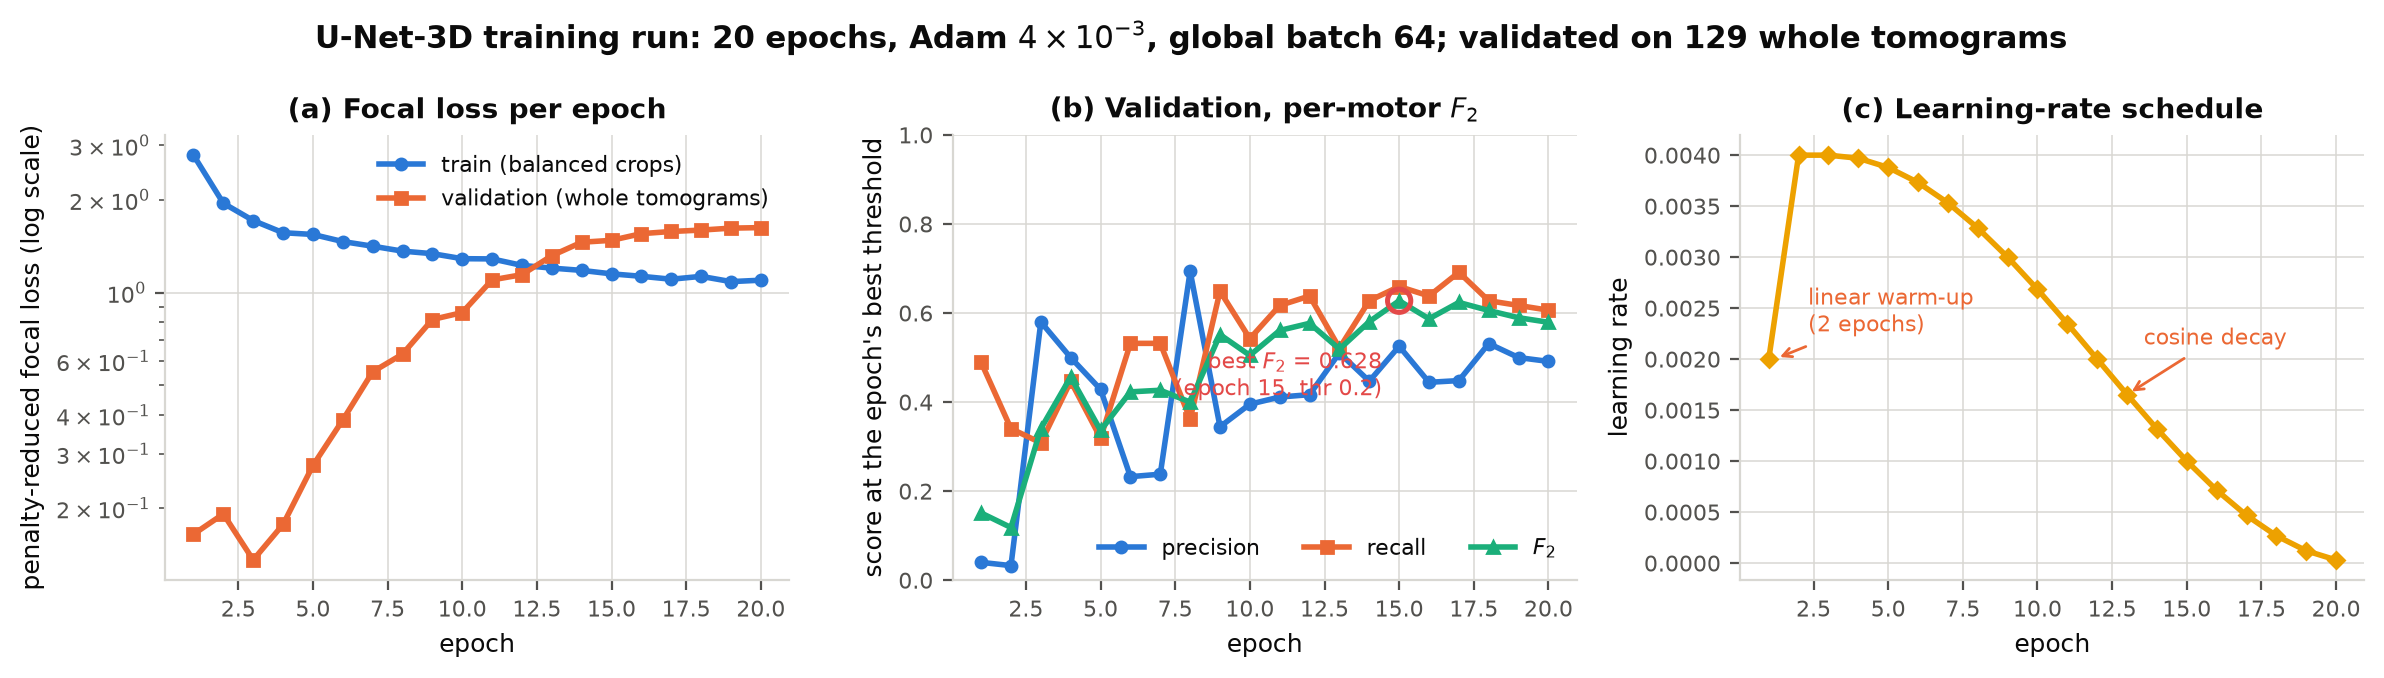 U-Net-3D training run: 20 epochs, Adam 4 × 10⁻³, global batch 64; validated on 129 whole tomograms
(a) Focal loss per epoch
penalty-reduced focal loss (log scale)
3 × 10⁰
2 × 10⁰
10⁰
6 × 10⁻¹
4 × 10⁻¹
3 × 10⁻¹
2 × 10⁻¹
train (balanced crops)
validation (whole tomograms)
2.5 5.0 7.5 10.0 12.5 15.0 17.5 20.0
epoch
(b) Validation, per-motor F₂
score at the epoch's best threshold
1.0
0.8
0.6
0.4
0.2
0.0
best F₂ = 0.628
(epoch 15, thr 0.2)
precision recall F₂
2.5 5.0 7.5 10.0 12.5 15.0 17.5 20.0
epoch
(c) Learning-rate schedule
learning rate
0.0040
0.0035
0.0030
0.0025
0.0020
0.0015
0.0010
0.0005
0.0000
linear warm-up
(2 epochs)
cosine decay
2.5 5.0 7.5 10.0 12.5 15.0 17.5 20.0
epoch